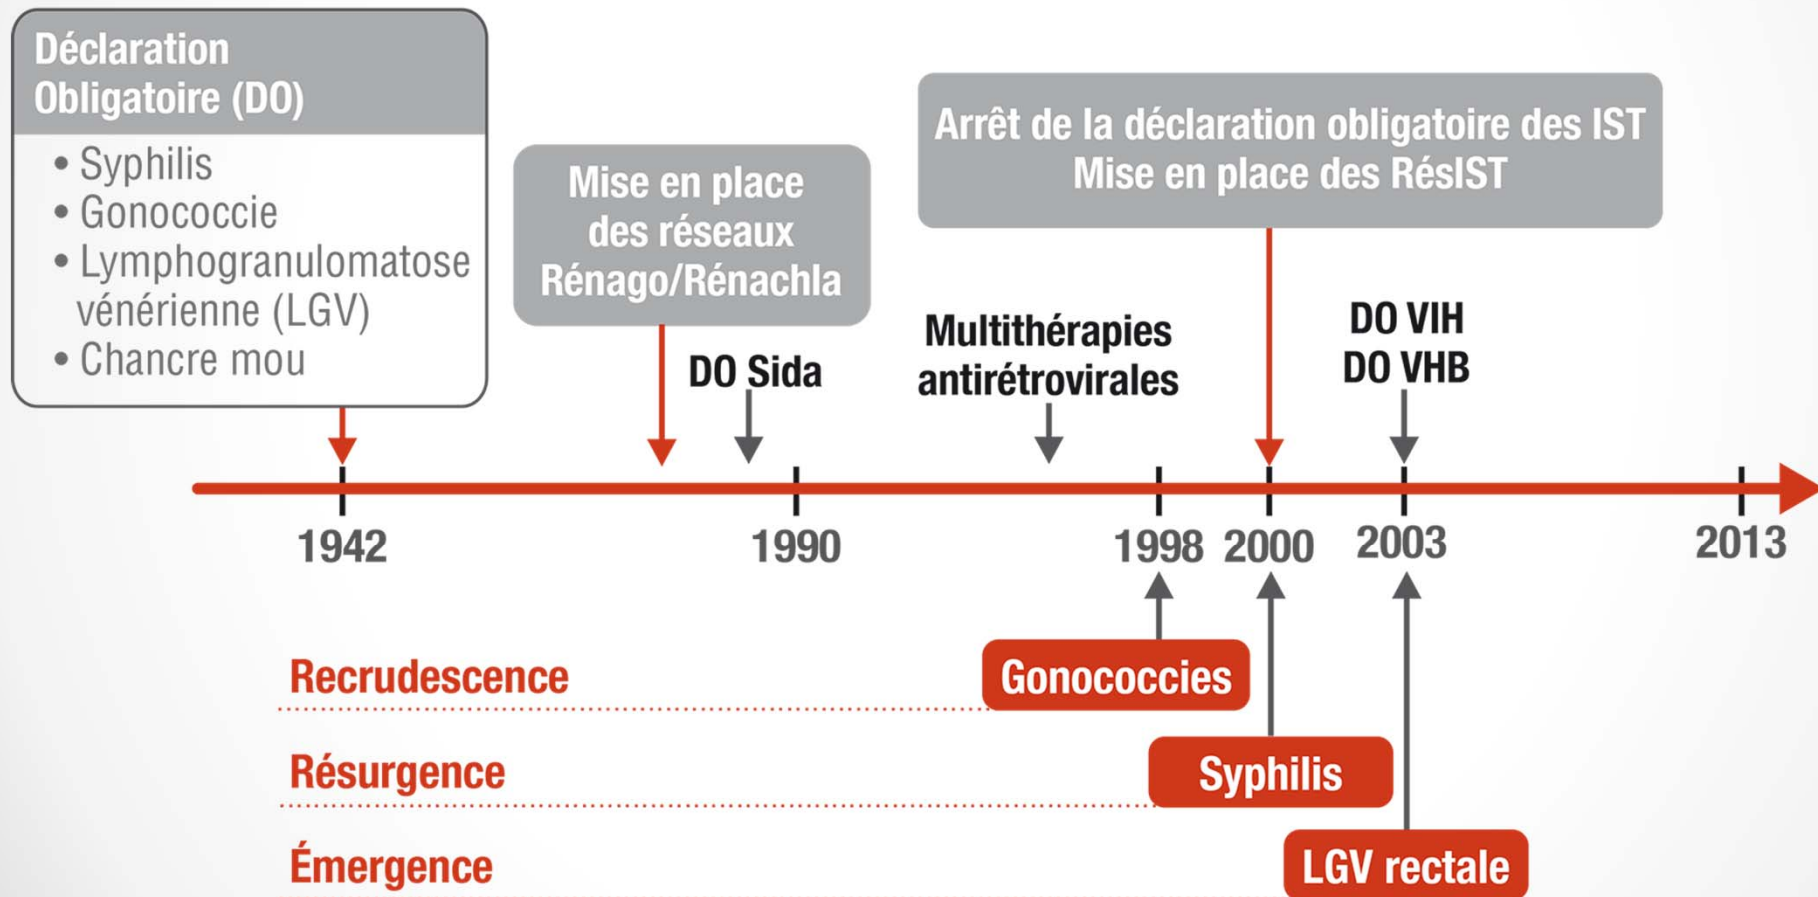 Déclaration
Obligatoire (DO)
• Syphilis
• Gonococcie
• Lymphogranulomatose
vénérienne (LGV)
• Chancre mou
Mise en place
des réseaux
Rénago/Rénachla
DO Sida
Multithérapies
antirétrovirales
Arrêt de la déclaration obligatoire des IST
Mise en place des RésIST
DO VIH
DO VHB
1942
1990
1998
2000
2003
2013
Recrudescence
Gonococcies
Résurgence
Syphilis
Émergence
LGV rectale